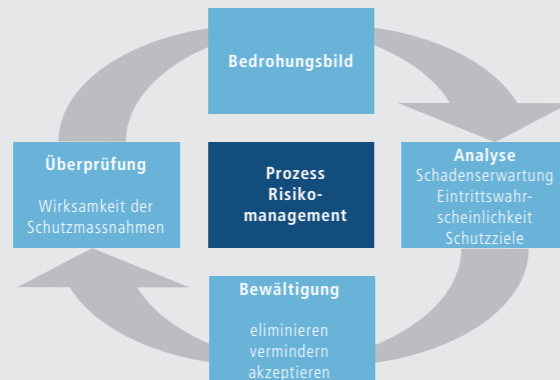 Bedrohungsbild
Analyse
Schadenserwartung
Eintrittswahr-
scheinlichkeit
Schutzziele
Bewältigung
eliminieren
vermindern
akzeptieren
Überprüfung
Wirksamkeit der
Schutzmassnahmen
Prozess
Risiko-
management